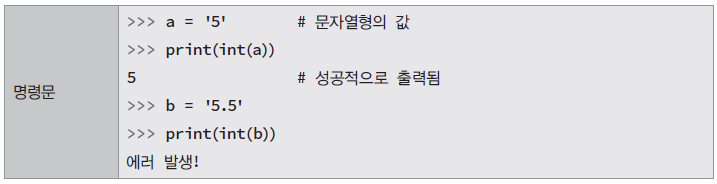 명령문
>>> a = '5'       # 문자열형의 값
>>> print(int(a))
5                 # 성공적으로 출력됨
>>> b = '5.5'
>>> print(int(b))
에러 발생!